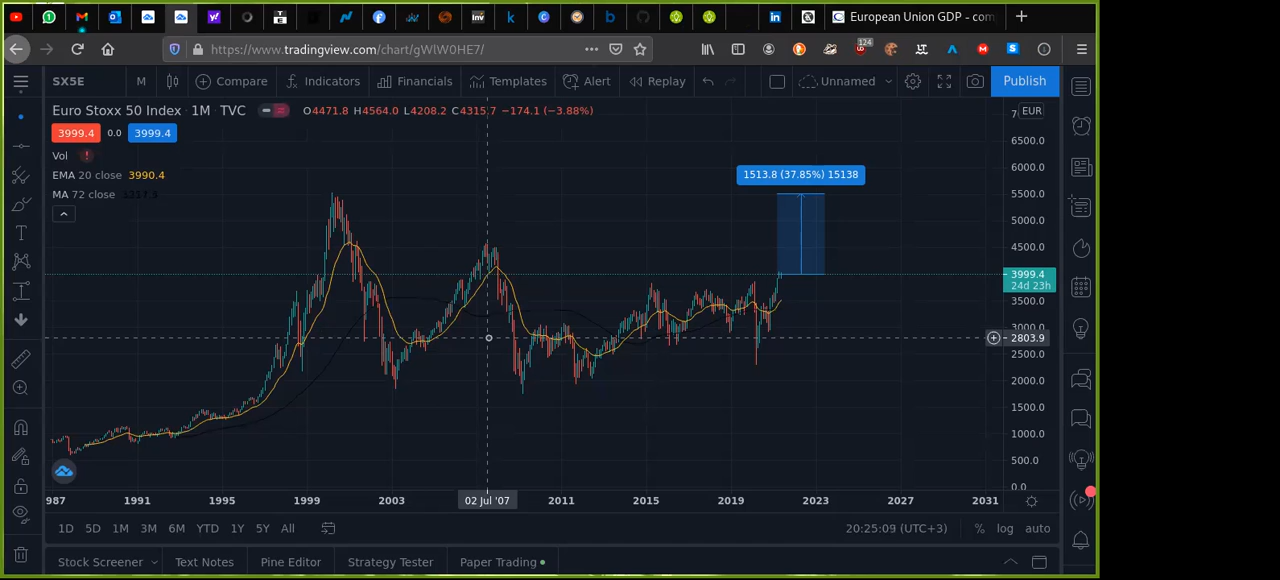 European Union GDP - com
https://www.tradingview.com/chart/gWlW0HE7/
124
SX5E M Compare Indicators Financials Templates Alert Replay Unnamed Publish
Euro Stoxx 50 Index · 1M · TVC O4471.8 H4564.0 L4208.2 C4315.7 −174.1 (−3.88%)
EUR
3999.4 0.0 3999.4
Vol !
EMA 20 close 3990.4
MA 72 close
1513.8 (37.85%) 15138
6500.0
6000.0
5500.0
5000.0
4500.0
3999.4
24d 23h
3500.0
3000.0
2803.9
2500.0
2000.0
1500.0
1000.0
500.0
0.0
987 1991 1995 1999 2003 02 Jul '07 2011 2015 2019 2023 2027 2031
1D 5D 1M 3M 6M YTD 1Y 5Y All 20:25:09 (UTC+3) % log auto
Stock Screener Text Notes Pine Editor Strategy Tester Paper Trading